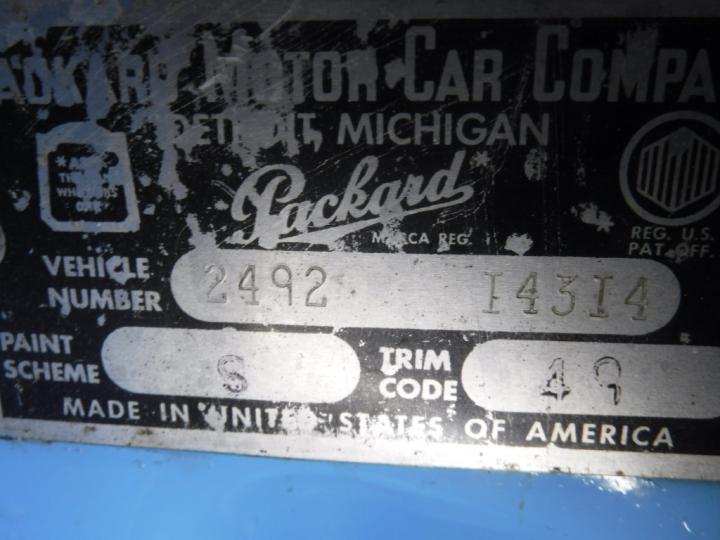 PACKARD MOTOR CAR COMPA
DETROIT, MICHIGAN
Packard
MARCA REG.
REG. U.S.
PAT. OFF.
VEHICLE
NUMBER
2492 14314
PAINT
SCHEME
S
TRIM
CODE
49
MADE IN UNITED STATES OF AMERICA